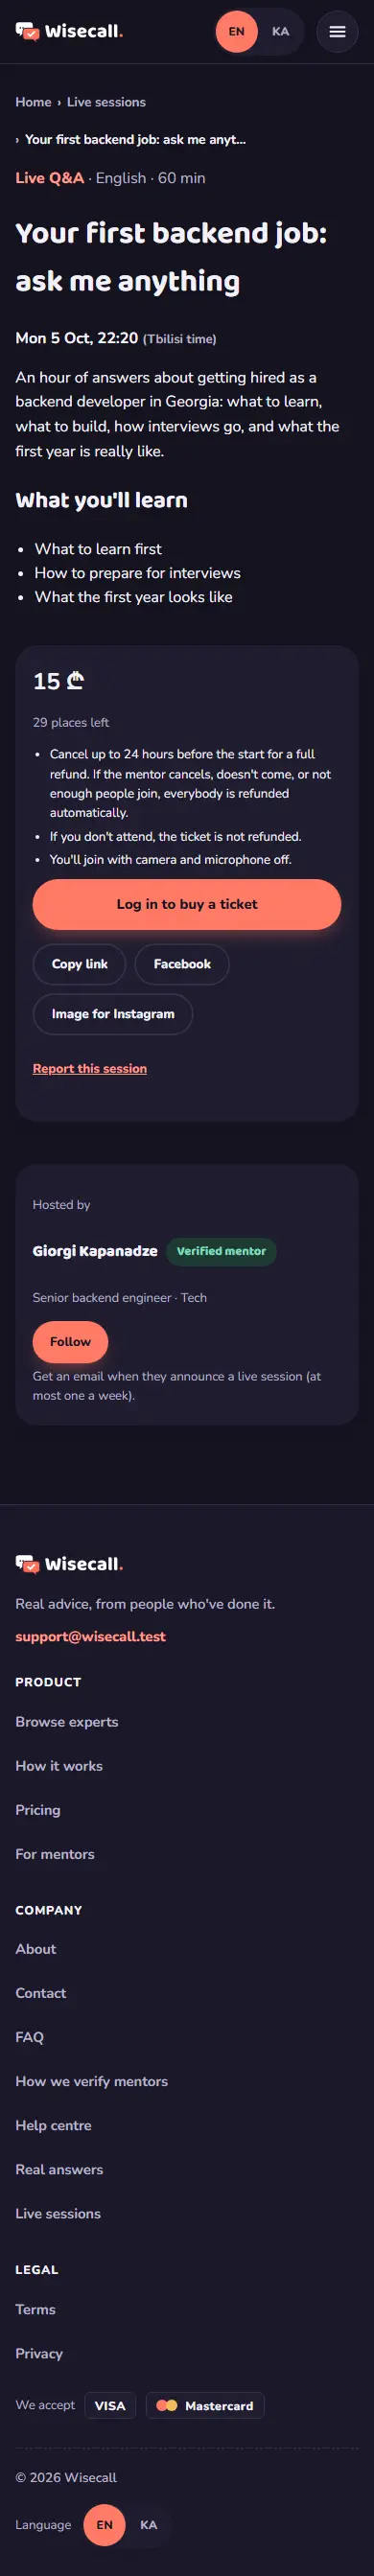 Wisecall.
EN KA
Home › Live sessions
› Your first backend job: ask me anyt...
Live Q&A · English · 60 min
Your first backend job:
ask me anything
Mon 5 Oct, 22:20 (Tbilisi time)
An hour of answers about getting hired as a
backend developer in Georgia: what to learn,
what to build, how interviews go, and what the
first year is really like.
What you'll learn
• What to learn first
• How to prepare for interviews
• What the first year looks like
15 ₾
29 places left
• Cancel up to 24 hours before the start for a full
refund. If the mentor cancels, doesn't come, or not
enough people join, everybody is refunded
automatically.
• If you don't attend, the ticket is not refunded.
• You'll join with camera and microphone off.
Log in to buy a ticket
Copy link Facebook
Image for Instagram
Report this session
Hosted by
Giorgi Kapanadze Verified mentor
Senior backend engineer · Tech
Follow
Get an email when they announce a live session (at
most one a week).
Wisecall.
Real advice, from people who've done it.
support@wisecall.test
PRODUCT
Browse experts
How it works
Pricing
For mentors
COMPANY
About
Contact
FAQ
How we verify mentors
Help centre
Real answers
Live sessions
LEGAL
Terms
Privacy
We accept VISA Mastercard
© 2026 Wisecall
Language EN KA